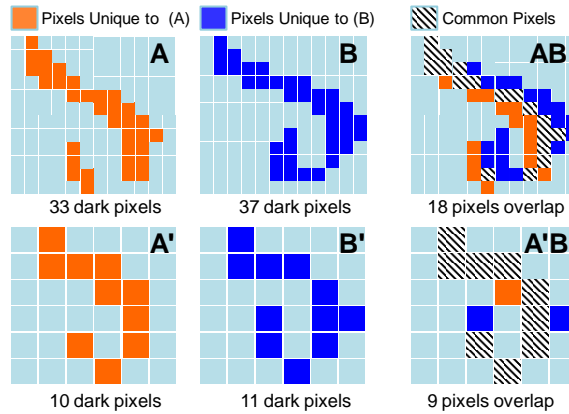 Pixels Unique to (A) Pixels Unique to (B) Common Pixels
A B AB
33 dark pixels 37 dark pixels 18 pixels overlap
A' B' A'B
10 dark pixels 11 dark pixels 9 pixels overlap